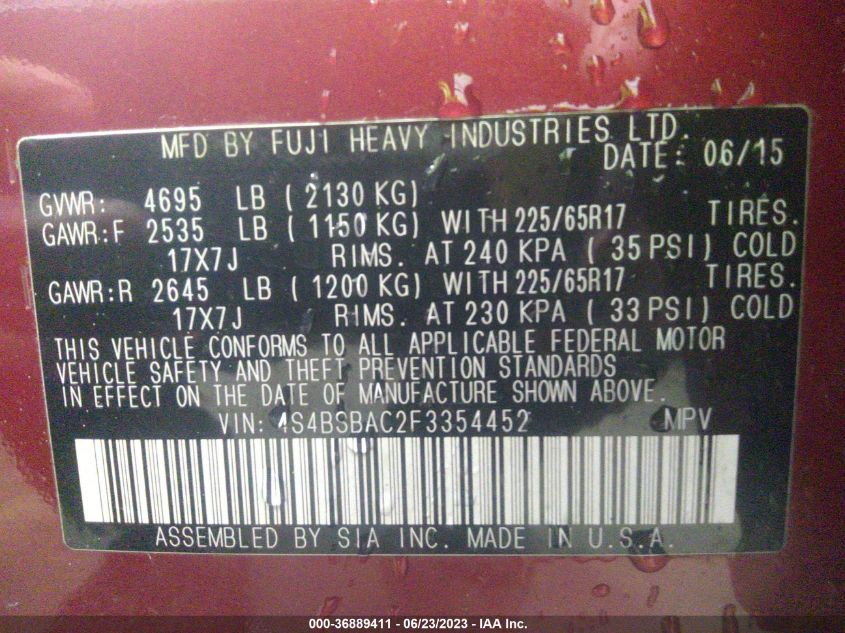 MFD BY FUJI HEAVY INDUSTRIES LTD.
DATE: 06/15
GVWR: 4695 LB ( 2130 KG)
GAWR:F 2535 LB ( 1150 KG) WITH 225/65R17 TIRES.
17X7J RIMS. AT 240 KPA ( 35 PSI) COLD
GAWR:R 2645 LB ( 1200 KG) WITH 225/65R17 TIRES.
17X7J RIMS. AT 230 KPA ( 33 PSI) COLD
THIS VEHICLE CONFORMS TO ALL APPLICABLE FEDERAL MOTOR
VEHICLE SAFETY AND THEFT PREVENTION STANDARDS
IN EFFECT ON THE DATE OF MANUFACTURE SHOWN ABOVE.
VIN: 4S4BSBAC2F3354452 MPV
ASSEMBLED BY SIA INC. MADE IN U.S.A.
000-36889411 - 06/23/2023 - IAA Inc.